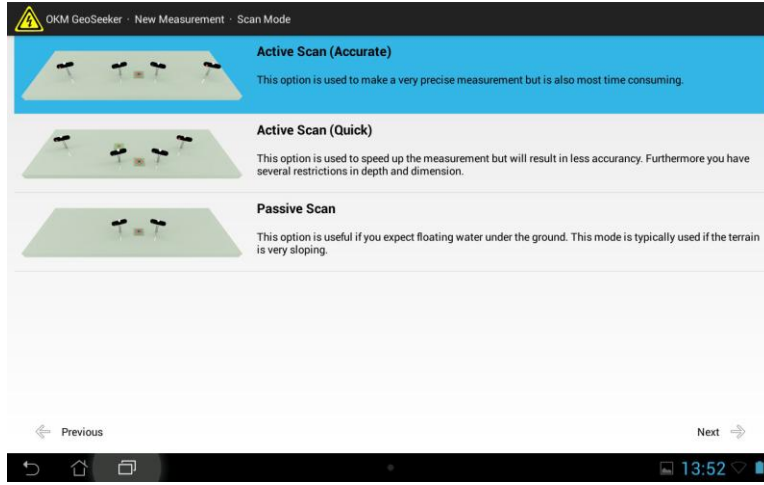 OKM GeoSeeker · New Measurement · Scan Mode
Active Scan (Accurate)
This option is used to make a very precise measurement but is also most time consuming.
Active Scan (Quick)
This option is used to speed up the measurement but will result in less accurancy. Furthermore you have
several restrictions in depth and dimension.
Passive Scan
This option is useful if you expect floating water under the ground. This mode is typically used if the terrain
is very sloping.
Previous
Next
13:52